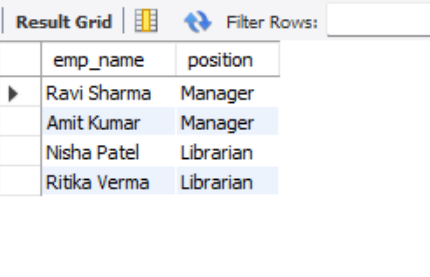 Result Grid Filter Rows:
emp_name position
Ravi Sharma Manager
Amit Kumar Manager
Nisha Patel Librarian
Ritika Verma Librarian